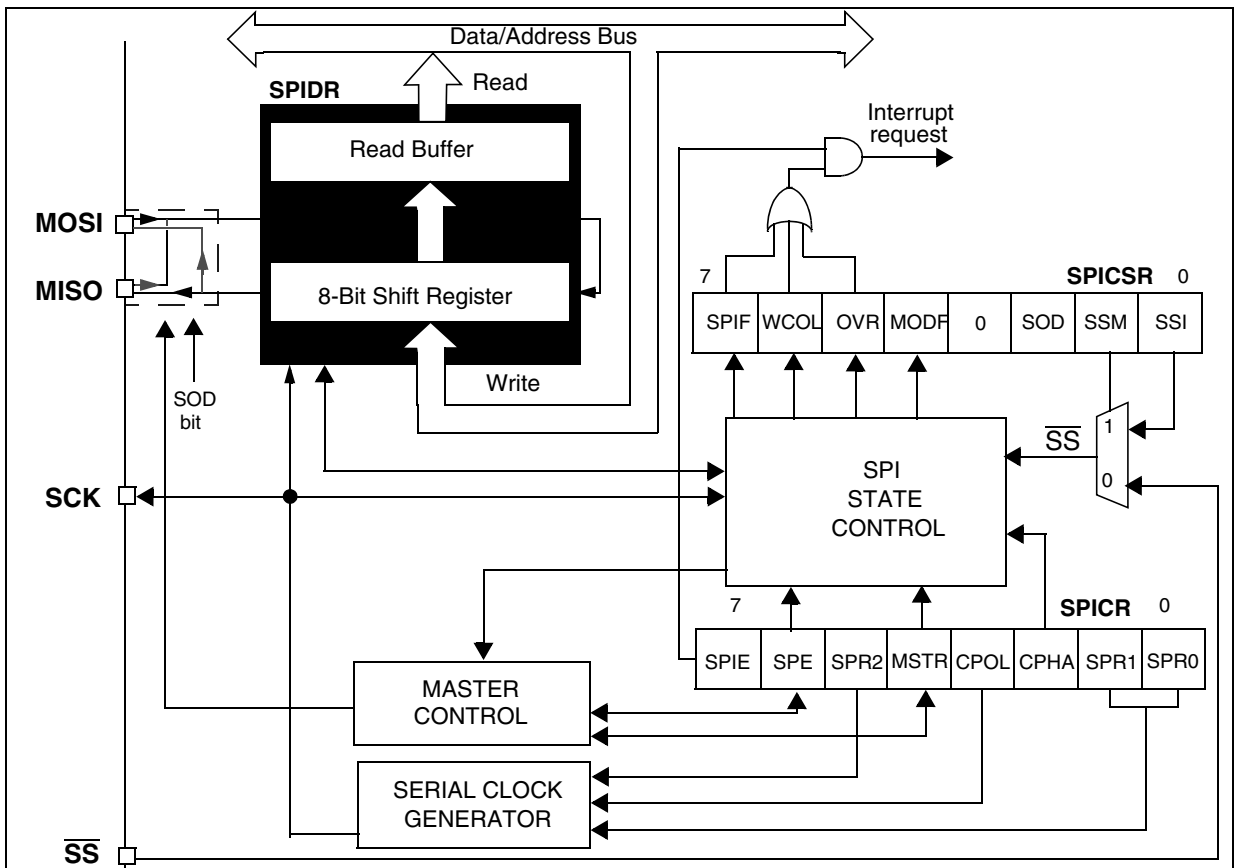 Data/Address Bus
SPIDR
Read
Read Buffer
8-Bit Shift Register
Write
Interrupt
request
MOSI
MISO
SOD
bit
SCK
SS
7
SPICSR
0
SPIF
WCOL
OVR
MODF
0
SOD
SSM
SSI
SS
1
0
SPI
STATE
CONTROL
7
SPICR
0
SPIE
SPE
SPR2
MSTR
CPOL
CPHA
SPR1
SPR0
MASTER
CONTROL
SERIAL CLOCK
GENERATOR